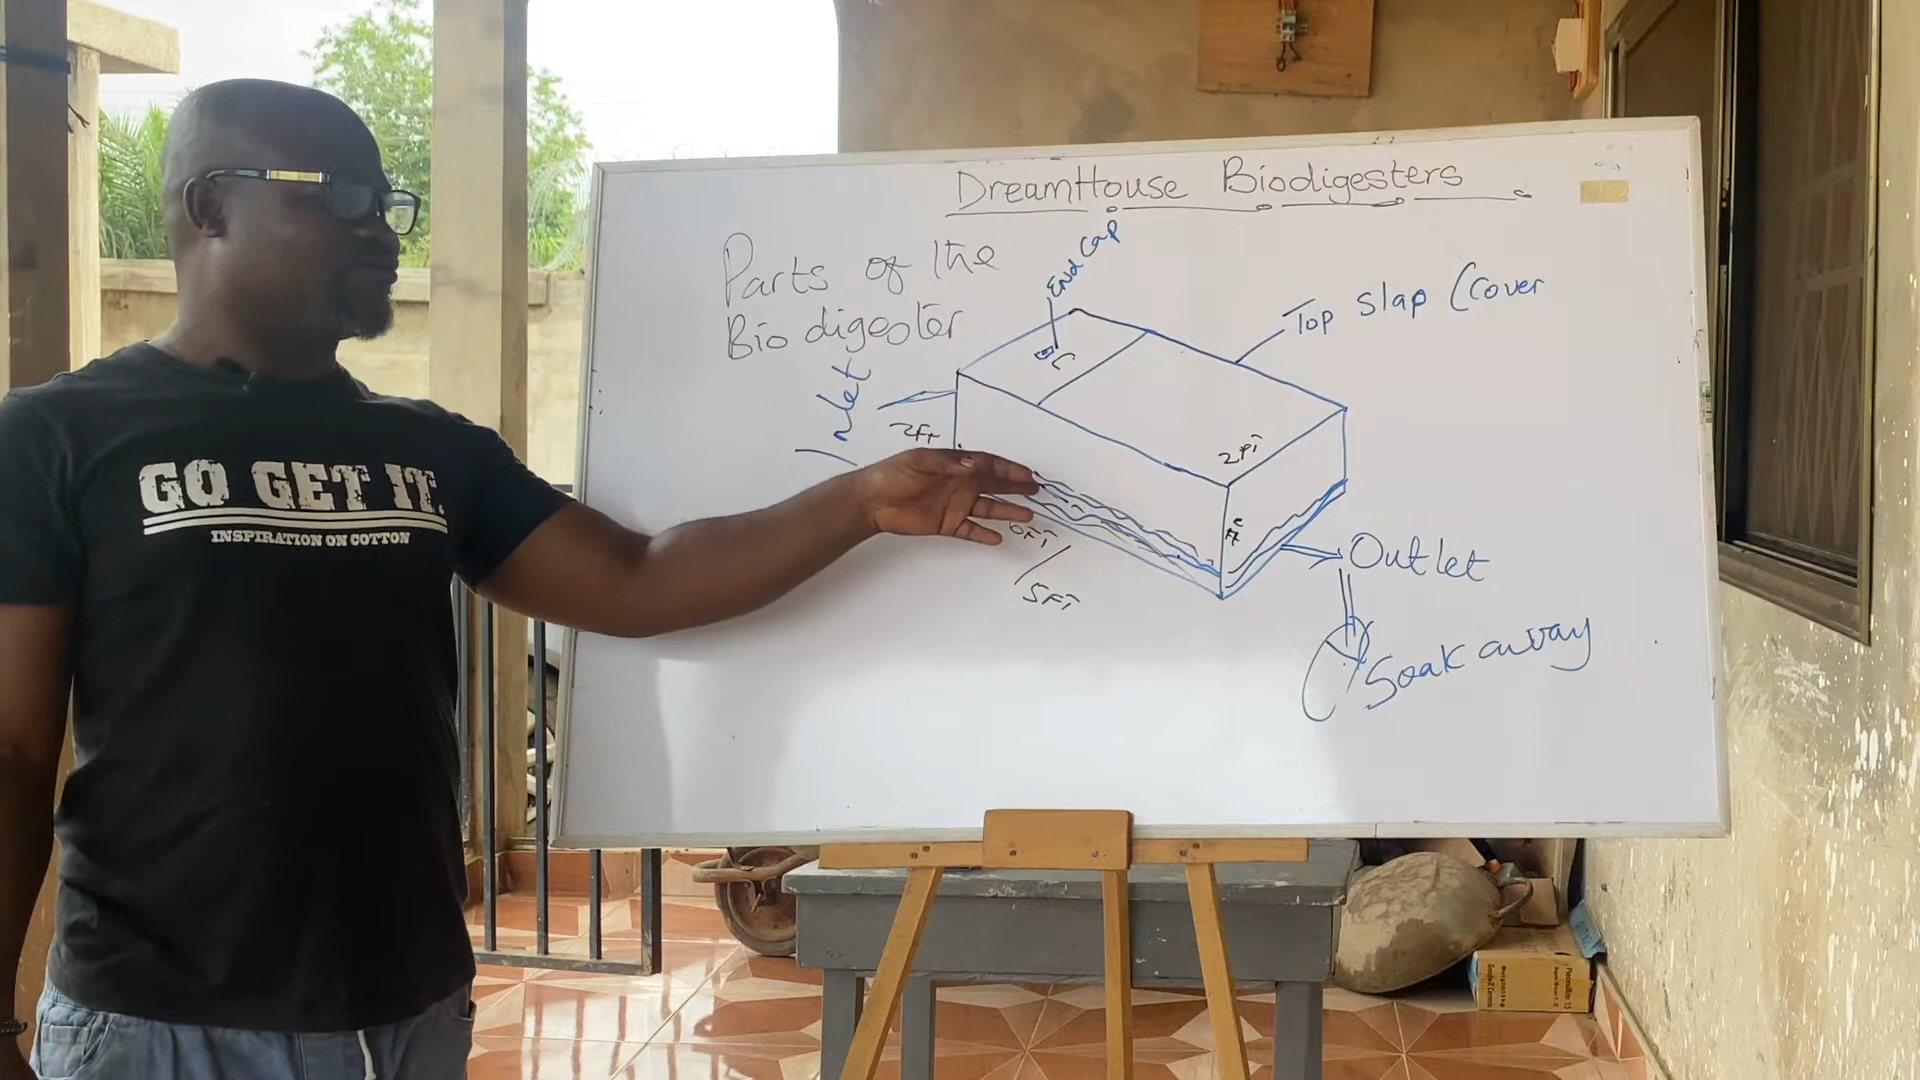 DreamHouse Biodigesters
Parts of the
Bio digester
End Cap
Top Slap (Cover
Inlet
2Ft
2Ft
6FT
5FT
Outlet
Soak away
GO GET IT.
INSPIRATION ON COTTON